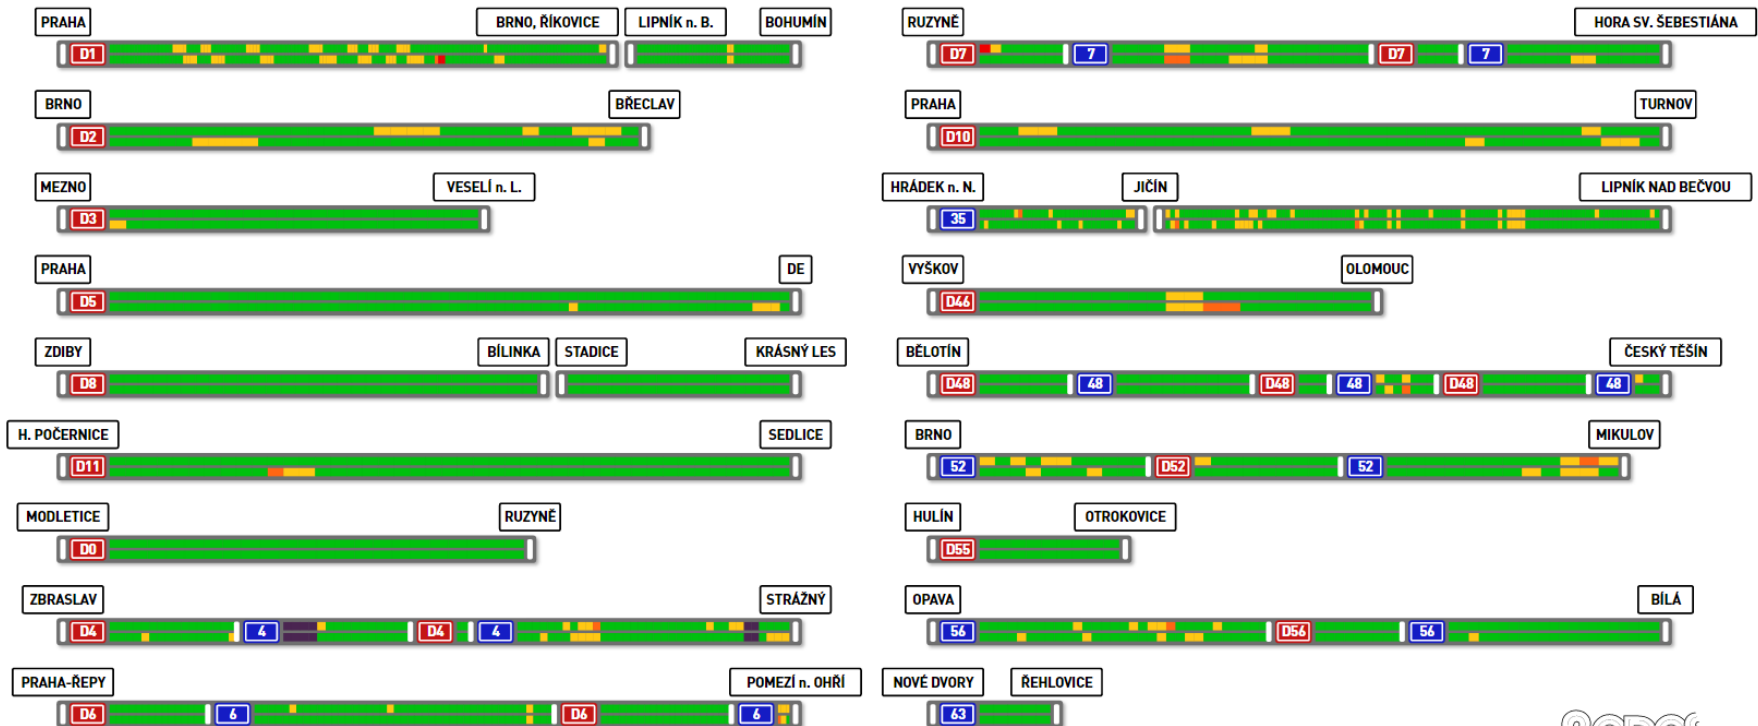 PRAHA BRNO, ŘÍKOVICE LIPNÍK n. B. BOHUMÍN
D1
BRNO BŘECLAV
D2
MEZNO VESELÍ n. L.
D3
PRAHA DE
D5
ZDIBY BÍLINKA STADICE KRÁSNÝ LES
D8
H. POČERNICE SEDLICE
D11
MODLETICE RUZYNĚ
D0
ZBRASLAV STRÁŽNÝ
D4 4 D4 4
PRAHA-ŘEPY POMEZÍ n. OHŘÍ
D6 6 D6 6
RUZYNĚ HORA SV. ŠEBESTIÁNA
D7 7 D7 7
PRAHA TURNOV
D10
HRÁDEK n. N. JIČÍN LIPNÍK NAD BEČVOU
35
VYŠKOV OLOMOUC
D46
BĚLOTÍN ČESKÝ TĚŠÍN
D48 48 D48 48 D48 48
BRNO MIKULOV
52 D52 52
HULÍN OTROKOVICE
D55
OPAVA BÍLÁ
56 D56 56
NOVÉ DVORY ŘEHLOVICE
63